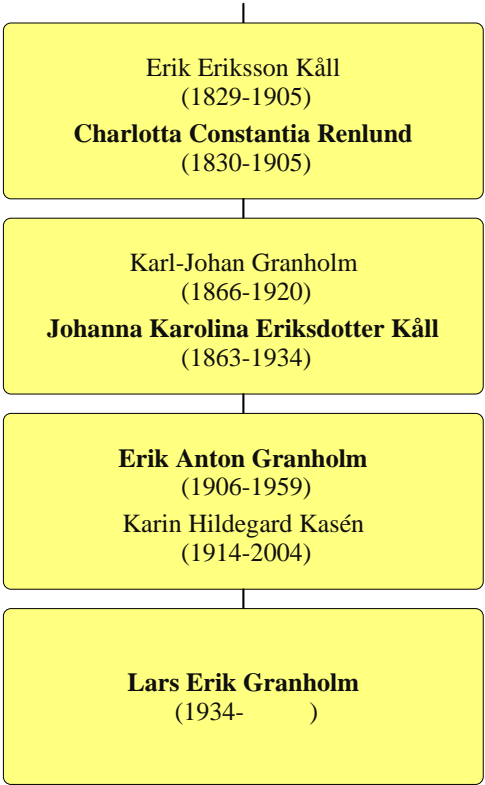 Erik Eriksson Kåll
(1829-1905)
Charlotta Constantia Renlund
(1830-1905)
Karl-Johan Granholm
(1866-1920)
Johanna Karolina Eriksdotter Kåll
(1863-1934)
Erik Anton Granholm
(1906-1959)
Karin Hildegard Kasén
(1914-2004)
Lars Erik Granholm
(1934-          )